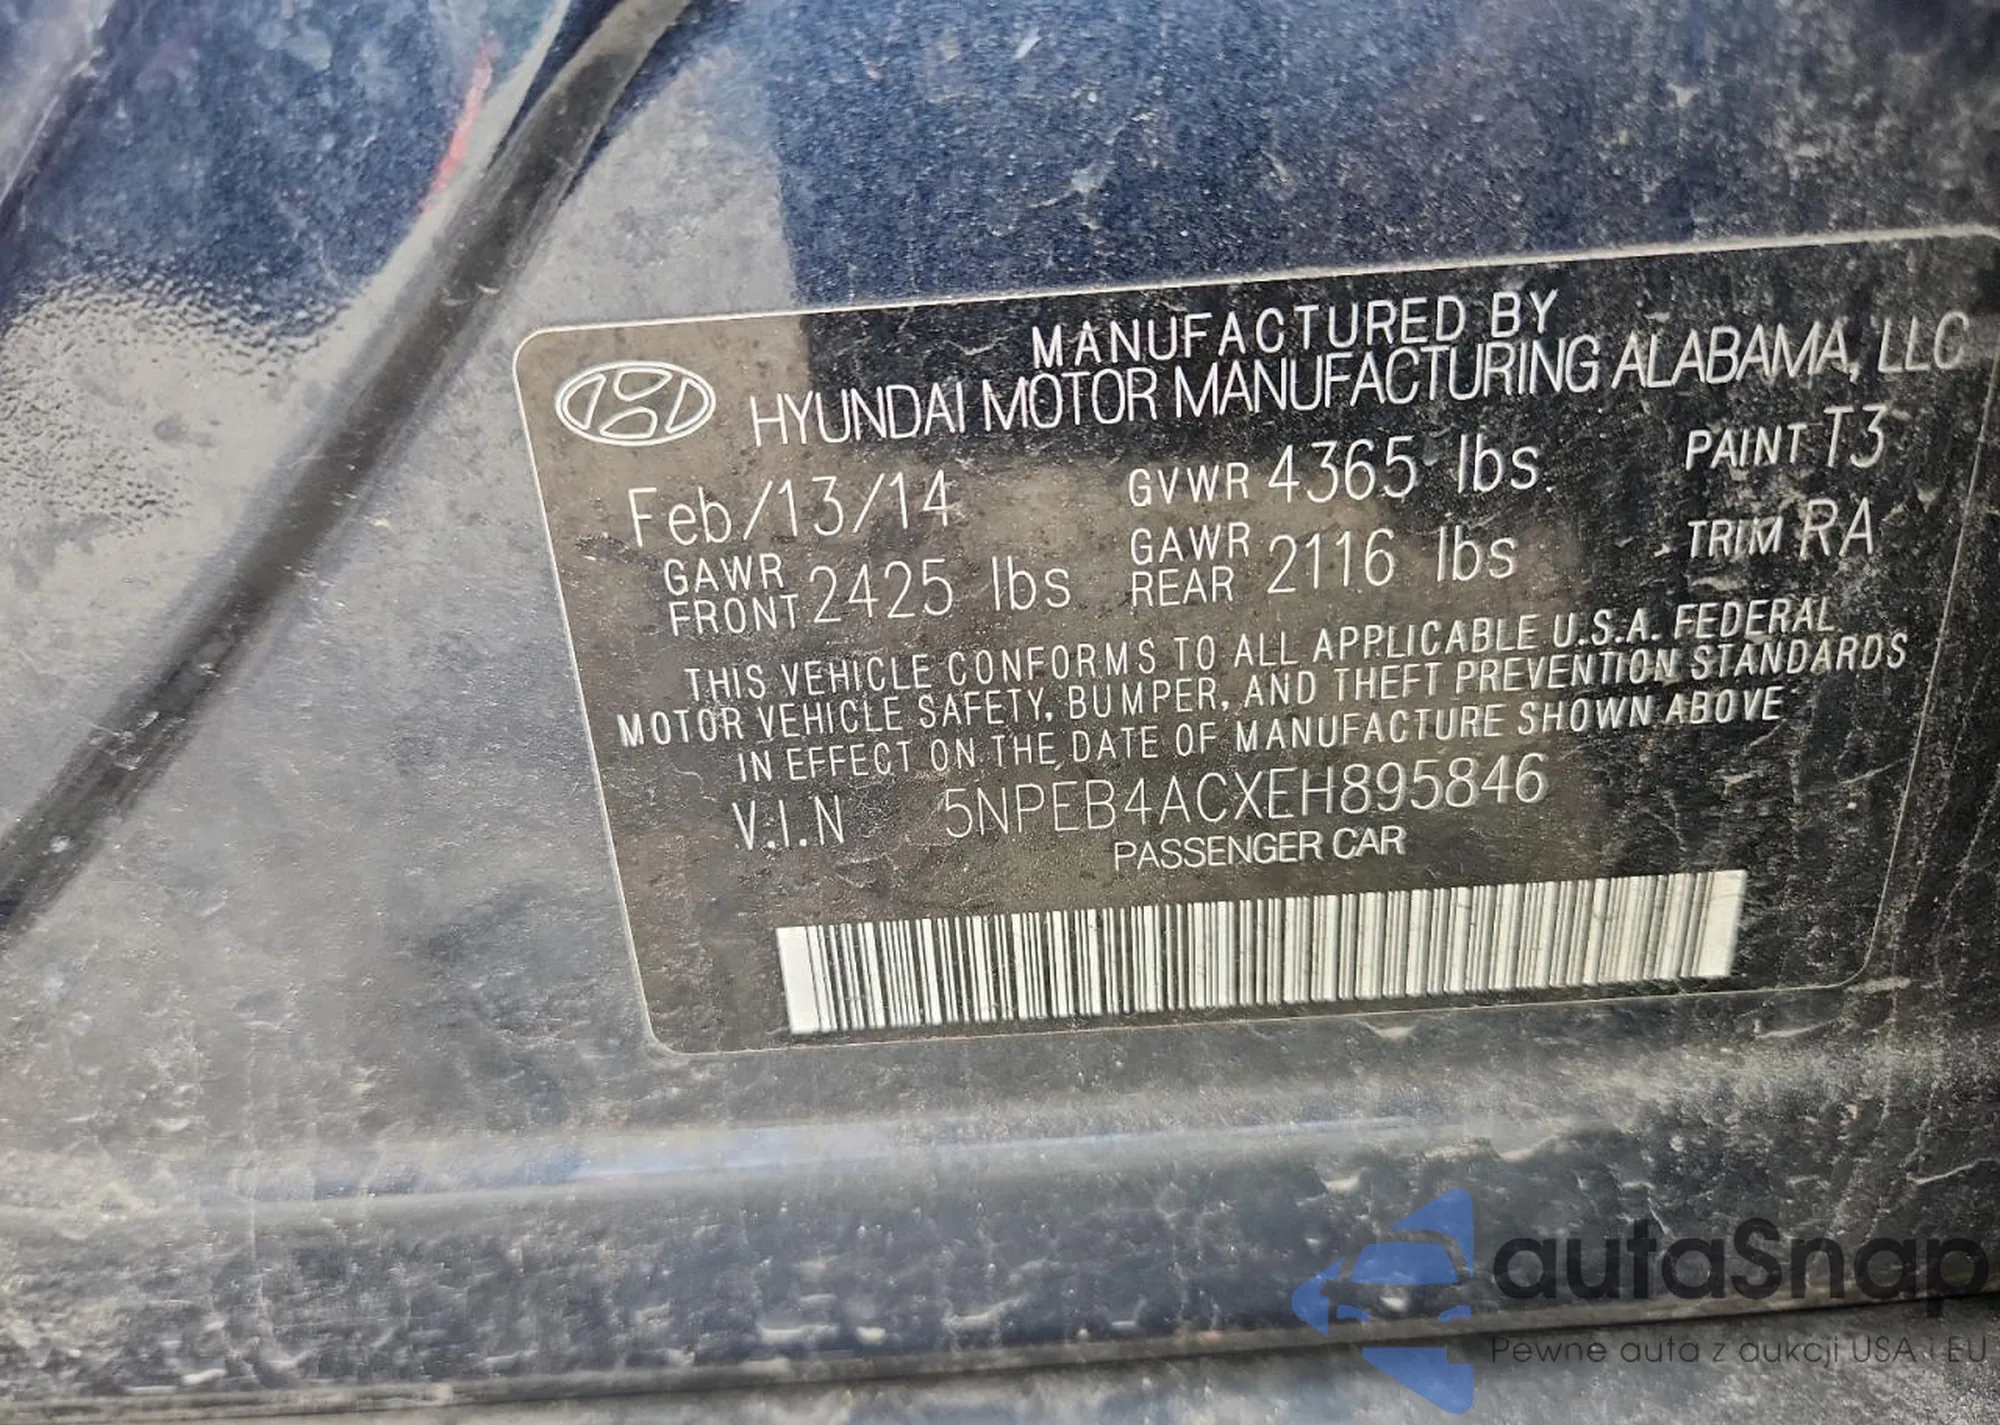 MANUFACTURED BY
HYUNDAI MOTOR MANUFACTURING ALABAMA, LLC
Feb/13/14 GVWR 4365 lbs PAINT T3
GAWR FRONT 2425 lbs GAWR REAR 2116 lbs TRIM RA
THIS VEHICLE CONFORMS TO ALL APPLICABLE U.S.A. FEDERAL
MOTOR VEHICLE SAFETY, BUMPER, AND THEFT PREVENTION STANDARDS
IN EFFECT ON THE DATE OF MANUFACTURE SHOWN ABOVE
V.I.N 5NPEB4ACXEH895846
PASSENGER CAR
autaSnap
Pewne auta z aukcji USA i EU